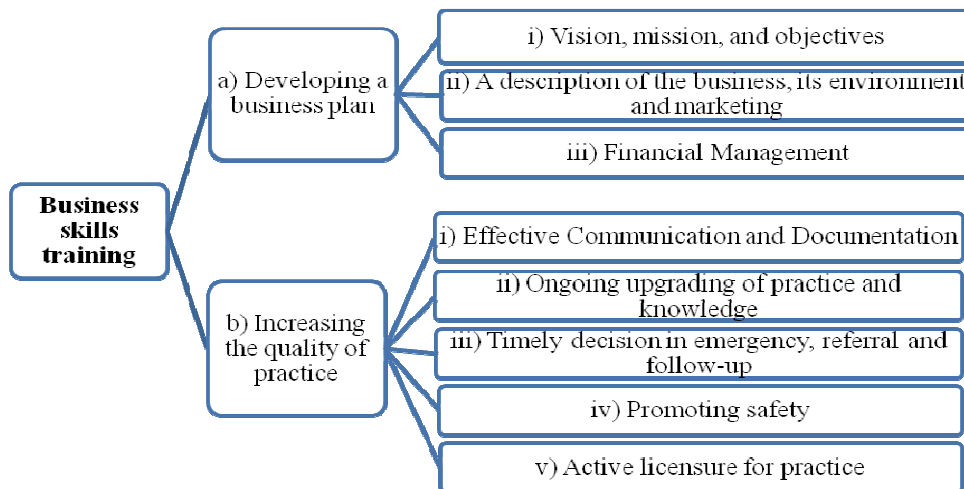 Business
skills
training
a) Developing a
business plan
i) Vision, mission, and objectives
ii) A description of the business, its environment
and marketing
iii) Financial Management
b) Increasing
the quality of
practice
i) Effective Communication and Documentation
ii) Ongoing upgrading of practice and
knowledge
iii) Timely decision in emergency, referral and
follow-up
iv) Promoting safety
v) Active licensure for practice